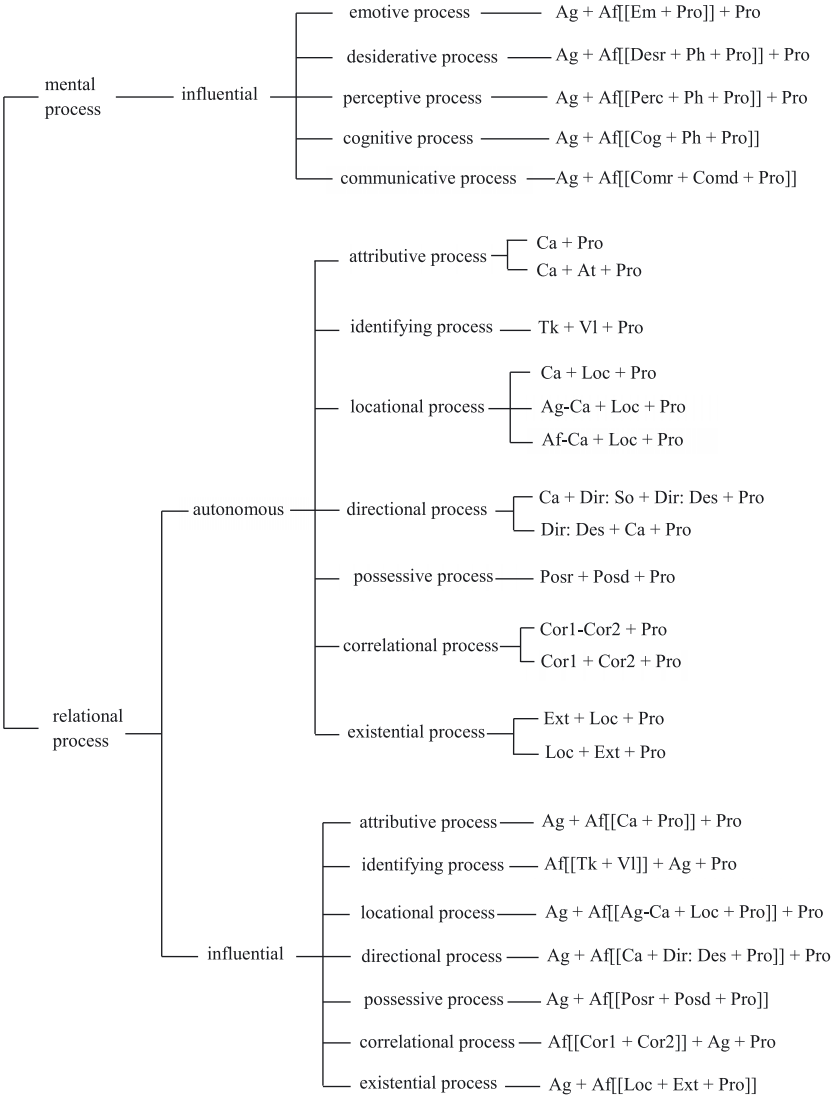 emotive process Ag + Af[[Em + Pro]] + Pro
desiderative process Ag + Af[[Desr + Ph + Pro]] + Pro
mental process
influential
perceptive process Ag + Af[[Perc + Ph + Pro]] + Pro
cognitive process Ag + Af[[Cog + Ph + Pro]]
communicative process Ag + Af[[Comr + Comd + Pro]]
attributive process
Ca + Pro
Ca + At + Pro
identifying process Tk + Vl + Pro
locational process
Ca + Loc + Pro
Ag-Ca + Loc + Pro
Af-Ca + Loc + Pro
autonomous
directional process
Ca + Dir: So + Dir: Des + Pro
Dir: Des + Ca + Pro
possessive process Posr + Posd + Pro
correlational process
Cor1-Cor2 + Pro
Cor1 + Cor2 + Pro
relational
process
existential process
Ext + Loc + Pro
Loc + Ext + Pro
attributive process Ag + Af[[Ca + Pro]] + Pro
identifying process Af[[Tk + Vl]] + Ag + Pro
locational process Ag + Af[[Ag-Ca + Loc + Pro]] + Pro
influential
directional process Ag + Af[[Ca + Dir: Des + Pro]] + Pro
possessive process Ag + Af[[Posr + Posd + Pro]]
correlational process Af[[Cor1 + Cor2]] + Ag + Pro
existential process Ag + Af[[Loc + Ext + Pro]]